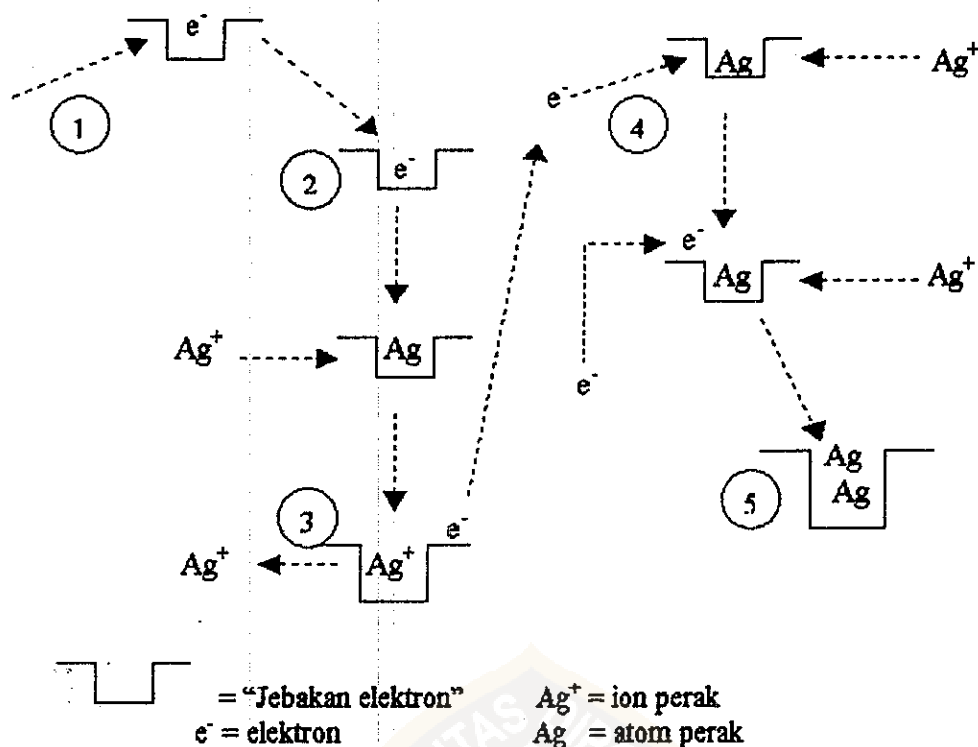 e⁻
1
2
e⁻
Ag⁺
Ag
3
e⁻
Ag⁺
Ag⁺
e⁻
4
Ag
Ag⁺
e⁻
Ag
Ag⁺
e⁻
5
Ag
Ag
= “Jebakan elektron”
Ag⁺ = ion perak
e⁻ = elektron
Ag = atom perak